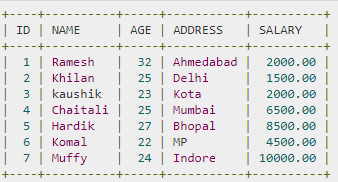 +----+----------+-----+-----------+----------+
| ID | NAME     | AGE | ADDRESS   | SALARY   |
+----+----------+-----+-----------+----------+
|  1 | Ramesh   |  32 | Ahmedabad |  2000.00 |
|  2 | Khilan   |  25 | Delhi     |  1500.00 |
|  3 | kaushik  |  23 | Kota      |  2000.00 |
|  4 | Chaitali |  25 | Mumbai    |  6500.00 |
|  5 | Hardik   |  27 | Bhopal    |  8500.00 |
|  6 | Komal    |  22 | MP        |  4500.00 |
|  7 | Muffy    |  24 | Indore    | 10000.00 |
+----+----------+-----+-----------+----------+